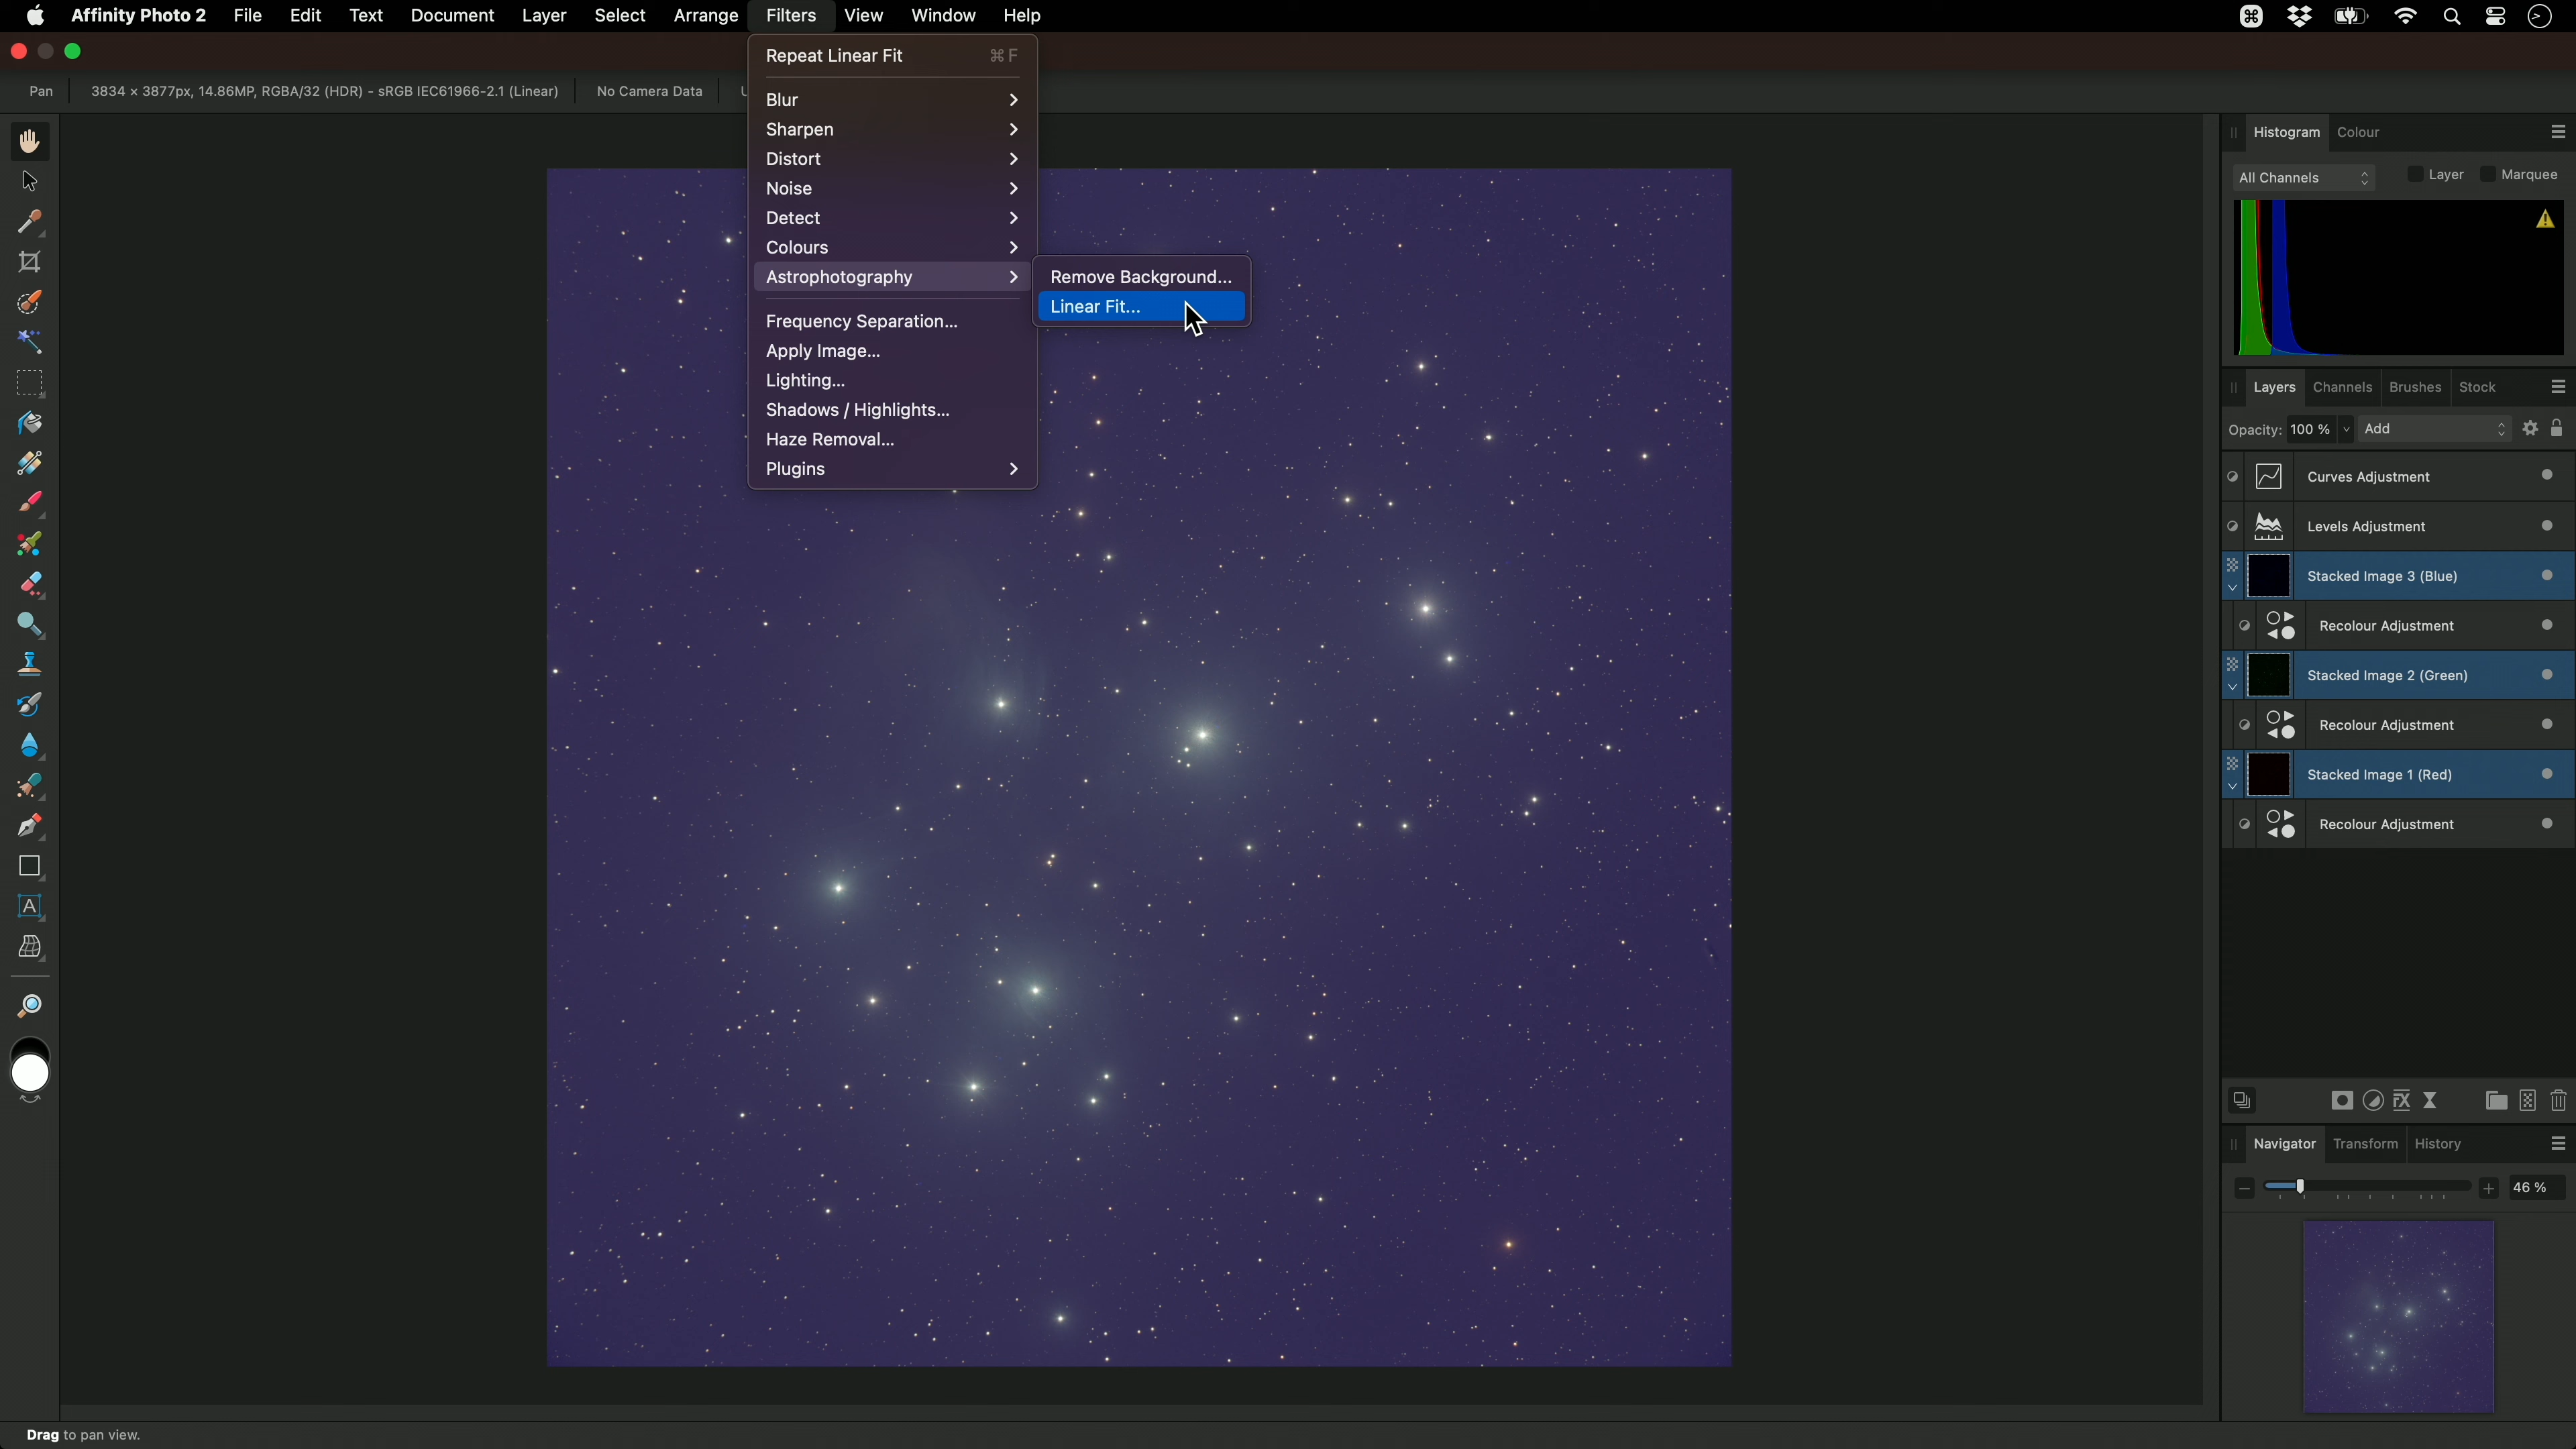 Affinity Photo 2 File Edit Text Document Layer Select Arrange Filters View Window Help
Pan 3834 × 3877px, 14.86MP, RGBA/32 (HDR) - sRGB IEC61966-2.1 (Linear) No Camera Data
Repeat Linear Fit ⌘ F
Blur
Sharpen
Distort
Noise
Detect
Colours
Astrophotography
Frequency Separation...
Apply Image...
Lighting...
Shadows / Highlights...
Haze Removal...
Plugins
Remove Background...
Linear Fit...
Histogram Colour
All Channels Layer Marquee
Layers Channels Brushes Stock
Opacity: 100 % Add
Curves Adjustment
Levels Adjustment
Stacked Image 3 (Blue)
Recolour Adjustment
Stacked Image 2 (Green)
Recolour Adjustment
Stacked Image 1 (Red)
Recolour Adjustment
Navigator Transform History
46 %
Drag to pan view.